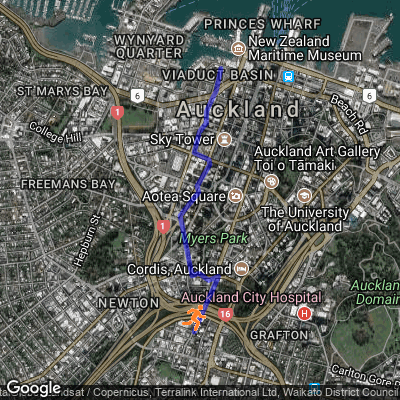 PRINCES WHARF
WYNYARD
QUARTER
New Zealand
Maritime Museum
VIADUCT BASIN
ST MARYS BAY
6
6
1
Auckland
Beach Rd
College Hill
Sky Tower
Auckland Art Gallery
Toi o Tāmaki
FREEMANS BAY
Aotea Square
The University
of Auckland
Hepburn St
1
Myers Park
Cordis, Auckland
Auckland
Domain
NEWTON
Auckland City Hospital
16
H
GRAFTON
Carlton Gore
Google
/ Copernicus, Terralink International Ltd, Waikato District Council